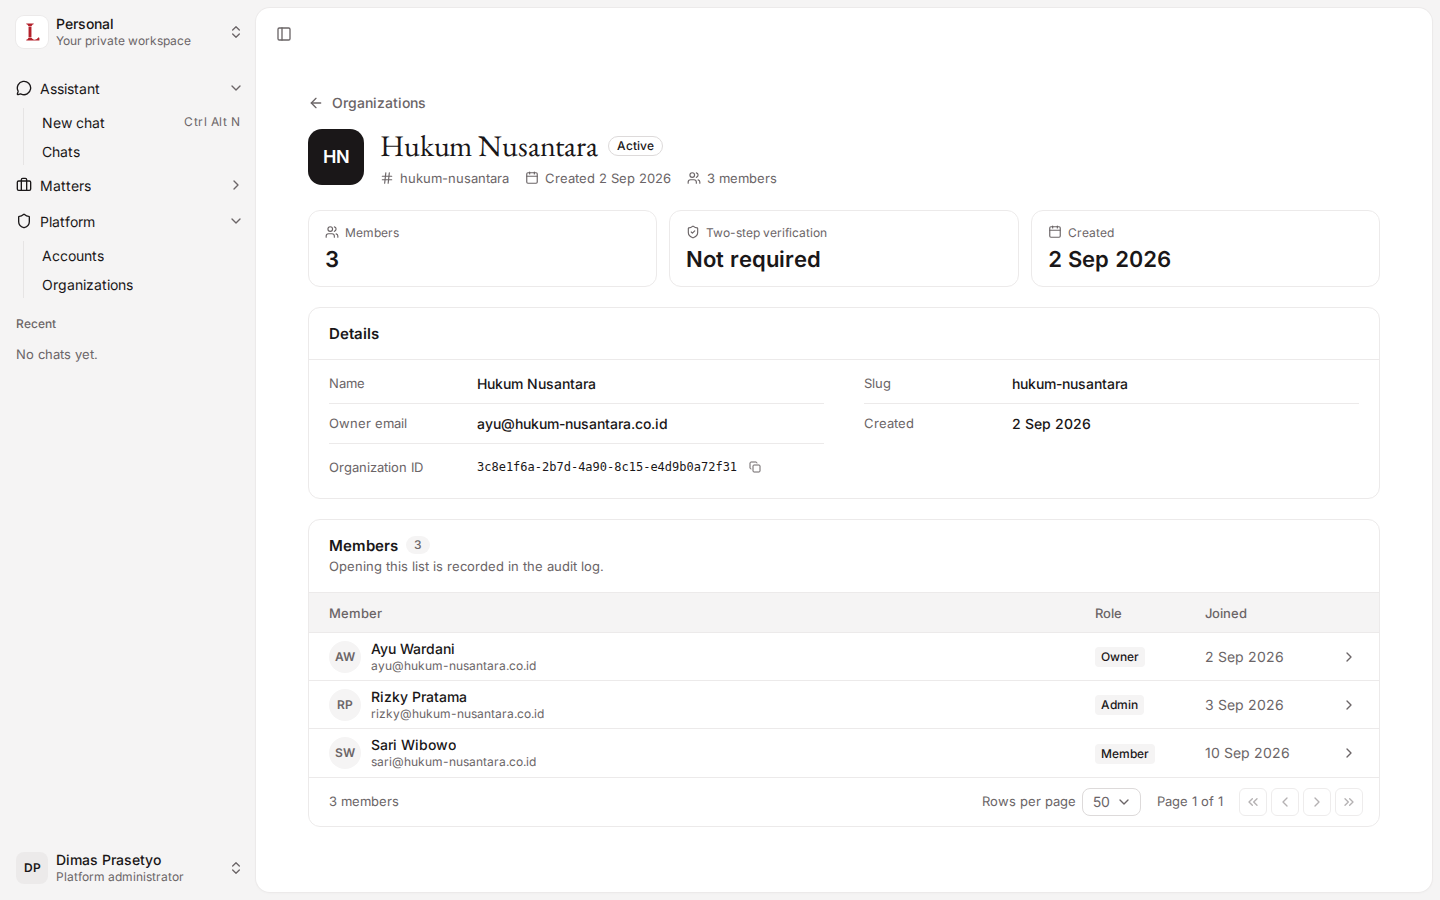 L
Personal
Your private workspace
Assistant
New chat
Ctrl Alt N
Chats
Matters
Platform
Accounts
Organizations
Recent
No chats yet.
DP
Dimas Prasetyo
Platform administrator
Organizations
HN
Hukum Nusantara
Active
hukum-nusantara
Created 2 Sep 2026
3 members
Members
3
Two-step verification
Not required
Created
2 Sep 2026
Details
Name
Hukum Nusantara
Slug
hukum-nusantara
Owner email
ayu@hukum-nusantara.co.id
Created
2 Sep 2026
Organization ID
3c8e1f6a-2b7d-4a90-8c15-e4d9b0a72f31
Members 3
Opening this list is recorded in the audit log.
Member Role Joined
AW
Ayu Wardani
ayu@hukum-nusantara.co.id
Owner
2 Sep 2026
RP
Rizky Pratama
rizky@hukum-nusantara.co.id
Admin
3 Sep 2026
SW
Sari Wibowo
sari@hukum-nusantara.co.id
Member
10 Sep 2026
3 members
Rows per page 50
Page 1 of 1